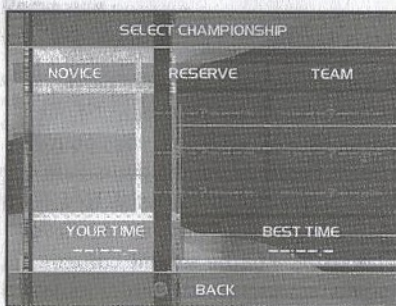 SELECT CHAMPIONSHIP
NOVICE RESERVE TEAM
YOUR TIME BEST TIME
--'--'-- --'--'--
BACK